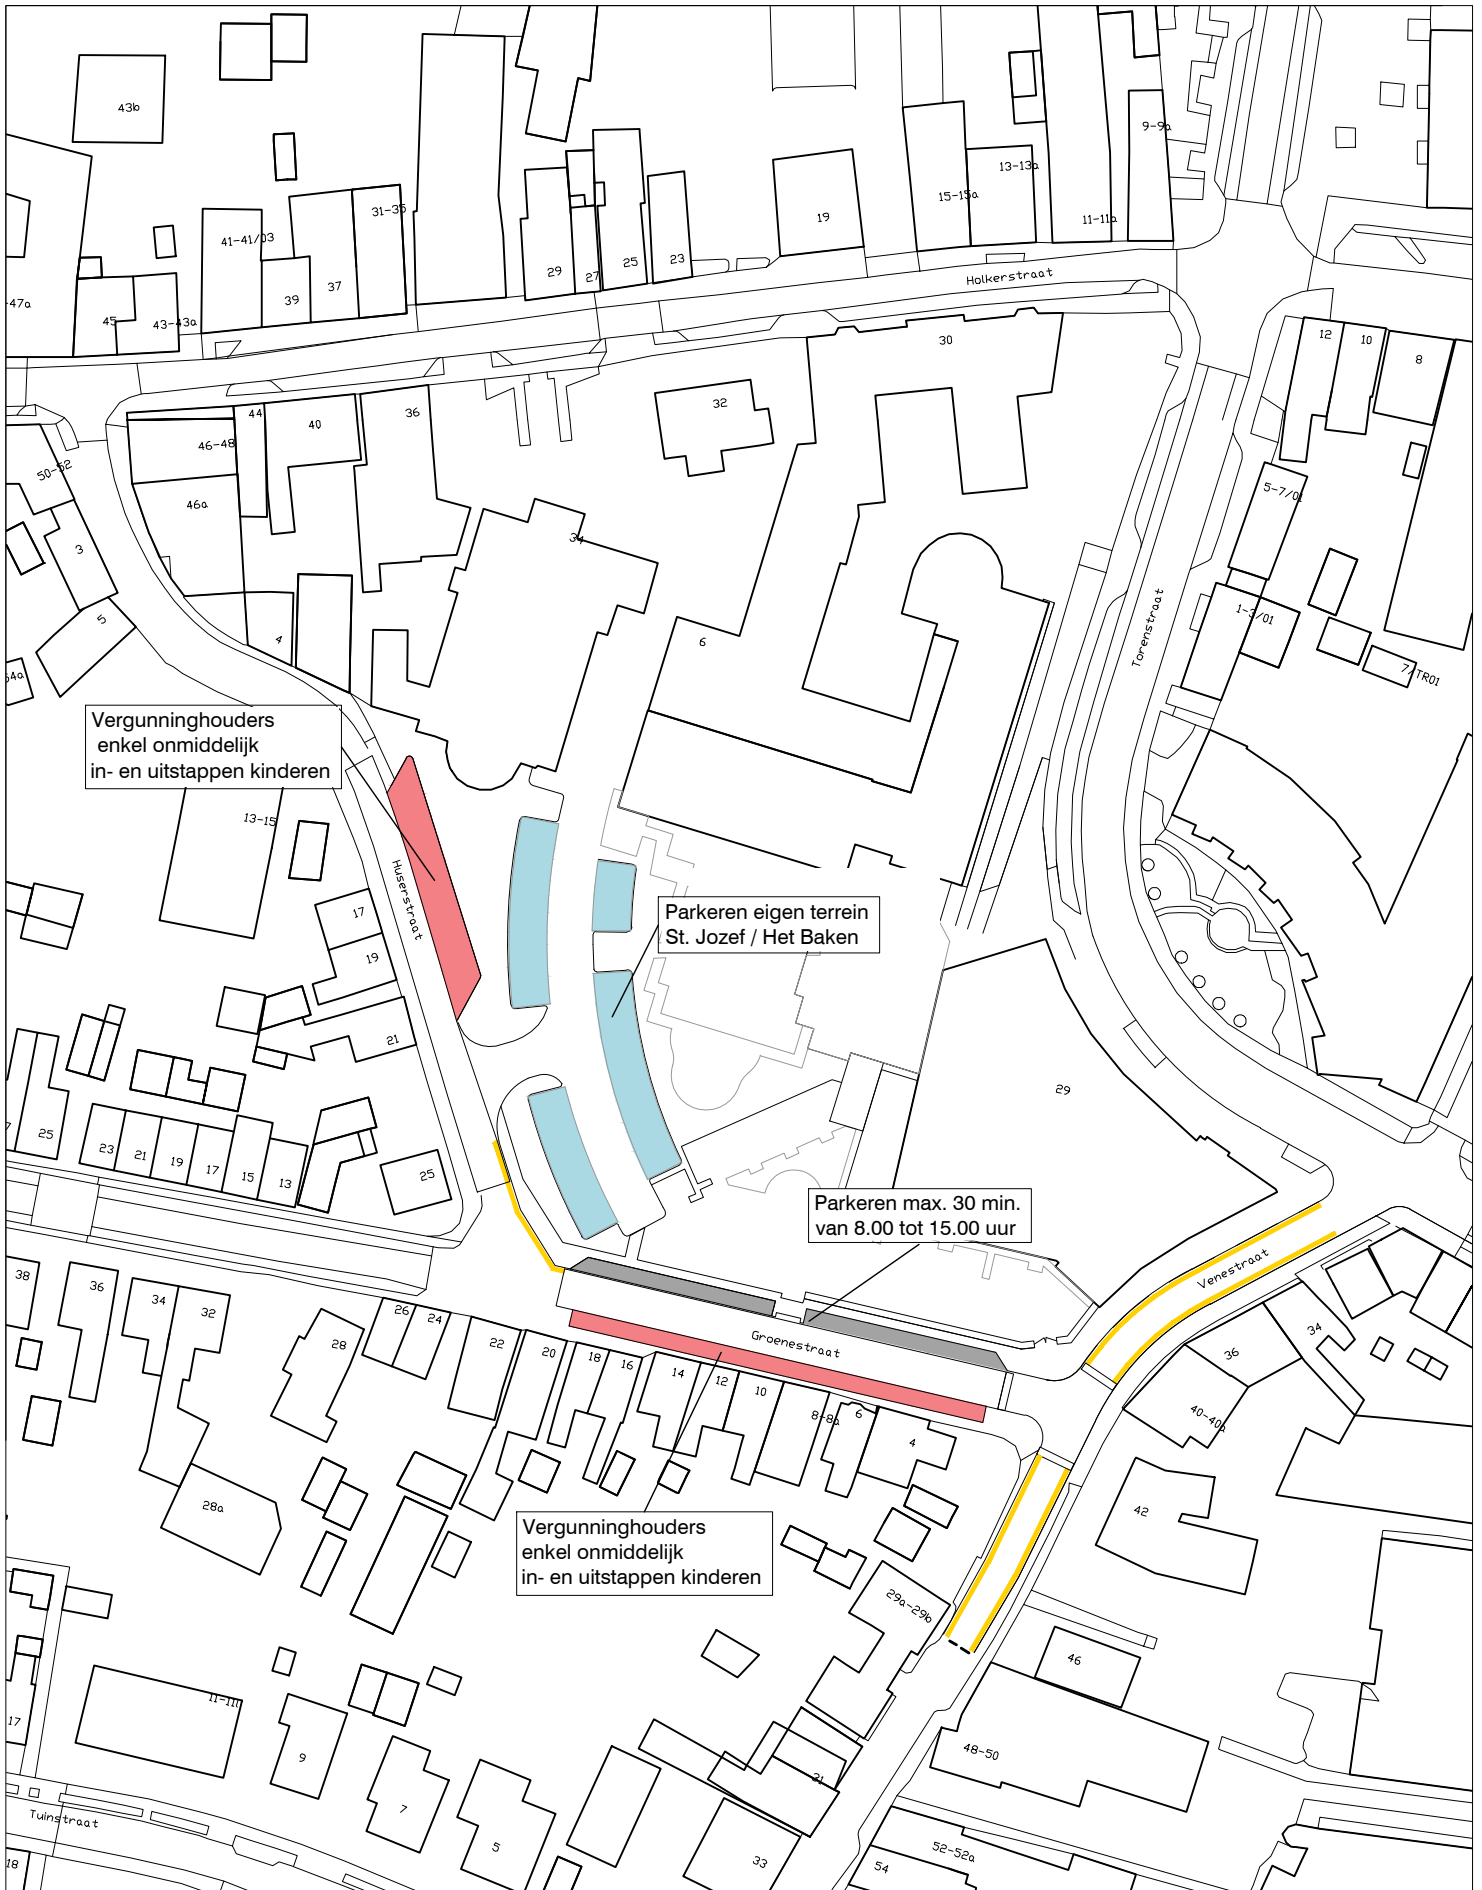 43b
9-9a
13-13a
15-15a
11-11a
31-35
19
41-41/03
29
27
25
23
37
39
-47a
45
43-43a
Holkerstraat
30
12
10
8
32
44
40
36
46-48
50-52
46a
5-7/01
34
3
1-3/01
5
4
6
Torenstraat
7/TR01
54a
Vergunninghouders
enkel onmiddelijk
in- en uitstappen kinderen
13-15
Huserstraat
17
19
Parkeren eigen terrein
St. Jozef / Het Baken
21
29
7
25
23
21
19
17
15
13
25
Parkeren max. 30 min.
van 8.00 tot 15.00 uur
Venestraat
38
36
34
32
26
24
28
22
20
18
16
14
12
10
8-8a
6
4
Groenestraat
34
36
40-40a
42
28a
Vergunninghouders
enkel onmiddelijk
in- en uitstappen kinderen
29a-29b
46
17
9
48-50
31
7
5
33
Tuinstraat
52-52a
54
18